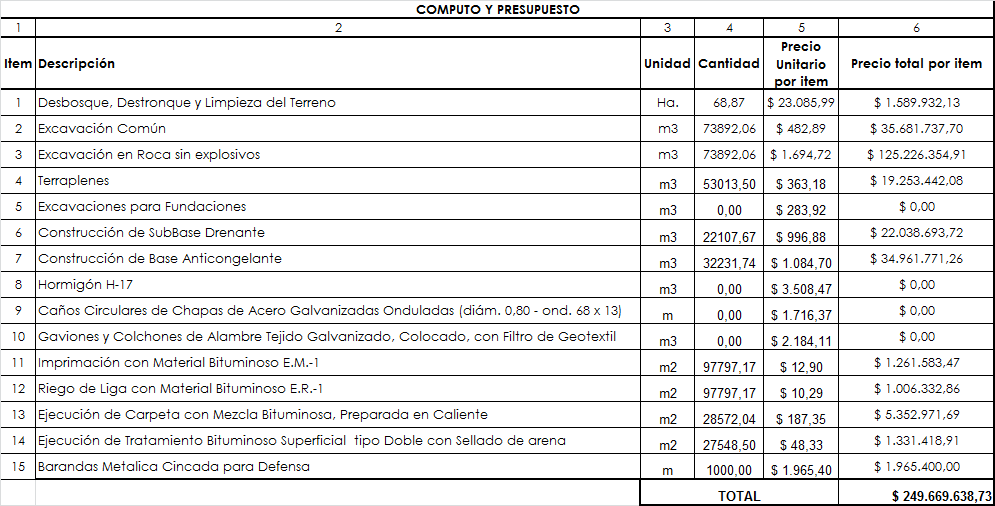 COMPUTO Y PRESUPUESTO
1 2 3 4 5 6
Item Descripción Unidad Cantidad Precio Unitario por item Precio total por item
1 Desbosque, Destronque y Limpieza del Terreno Ha. 68,87 $ 23.085,99 $ 1.589.932,13
2 Excavación Común m3 73892,06 $ 482,89 $ 35.681.737,70
3 Excavación en Roca sin explosivos m3 73892,06 $ 1.694,72 $ 125.226.354,91
4 Terraplenes m3 53013,50 $ 363,18 $ 19.253.442,08
5 Excavaciones para Fundaciones m3 0,00 $ 283,92 $ 0,00
6 Construcción de SubBase Drenante m3 22107,67 $ 996,88 $ 22.038.693,72
7 Construcción de Base Anticongelante m3 32231,74 $ 1.084,70 $ 34.961.771,26
8 Hormigón H-17 m3 0,00 $ 3.508,47 $ 0,00
9 Caños Circulares de Chapas de Acero Galvanizadas Onduladas (diám. 0,80 - ond. 68 x 13) m 0,00 $ 1.716,37 $ 0,00
10 Gaviones y Colchones de Alambre Tejido Galvanizado, Colocado, con Filtro de Geotextil m3 0,00 $ 2.184,11 $ 0,00
11 Imprimación con Material Bituminoso E.M.-1 m2 97797,17 $ 12,90 $ 1.261.583,47
12 Riego de Liga con Material Bituminoso E.R.-1 m2 97797,17 $ 10,29 $ 1.006.332,86
13 Ejecución de Carpeta con Mezcla Bituminosa, Preparada en Caliente m2 28572,04 $ 187,35 $ 5.352.971,69
14 Ejecución de Tratamiento Bituminoso Superficial tipo Doble con Sellado de arena m2 27548,50 $ 48,33 $ 1.331.418,91
15 Barandas Metalica Cincada para Defensa m 1000,00 $ 1.965,40 $ 1.965.400,00
TOTAL $ 249.669.638,73